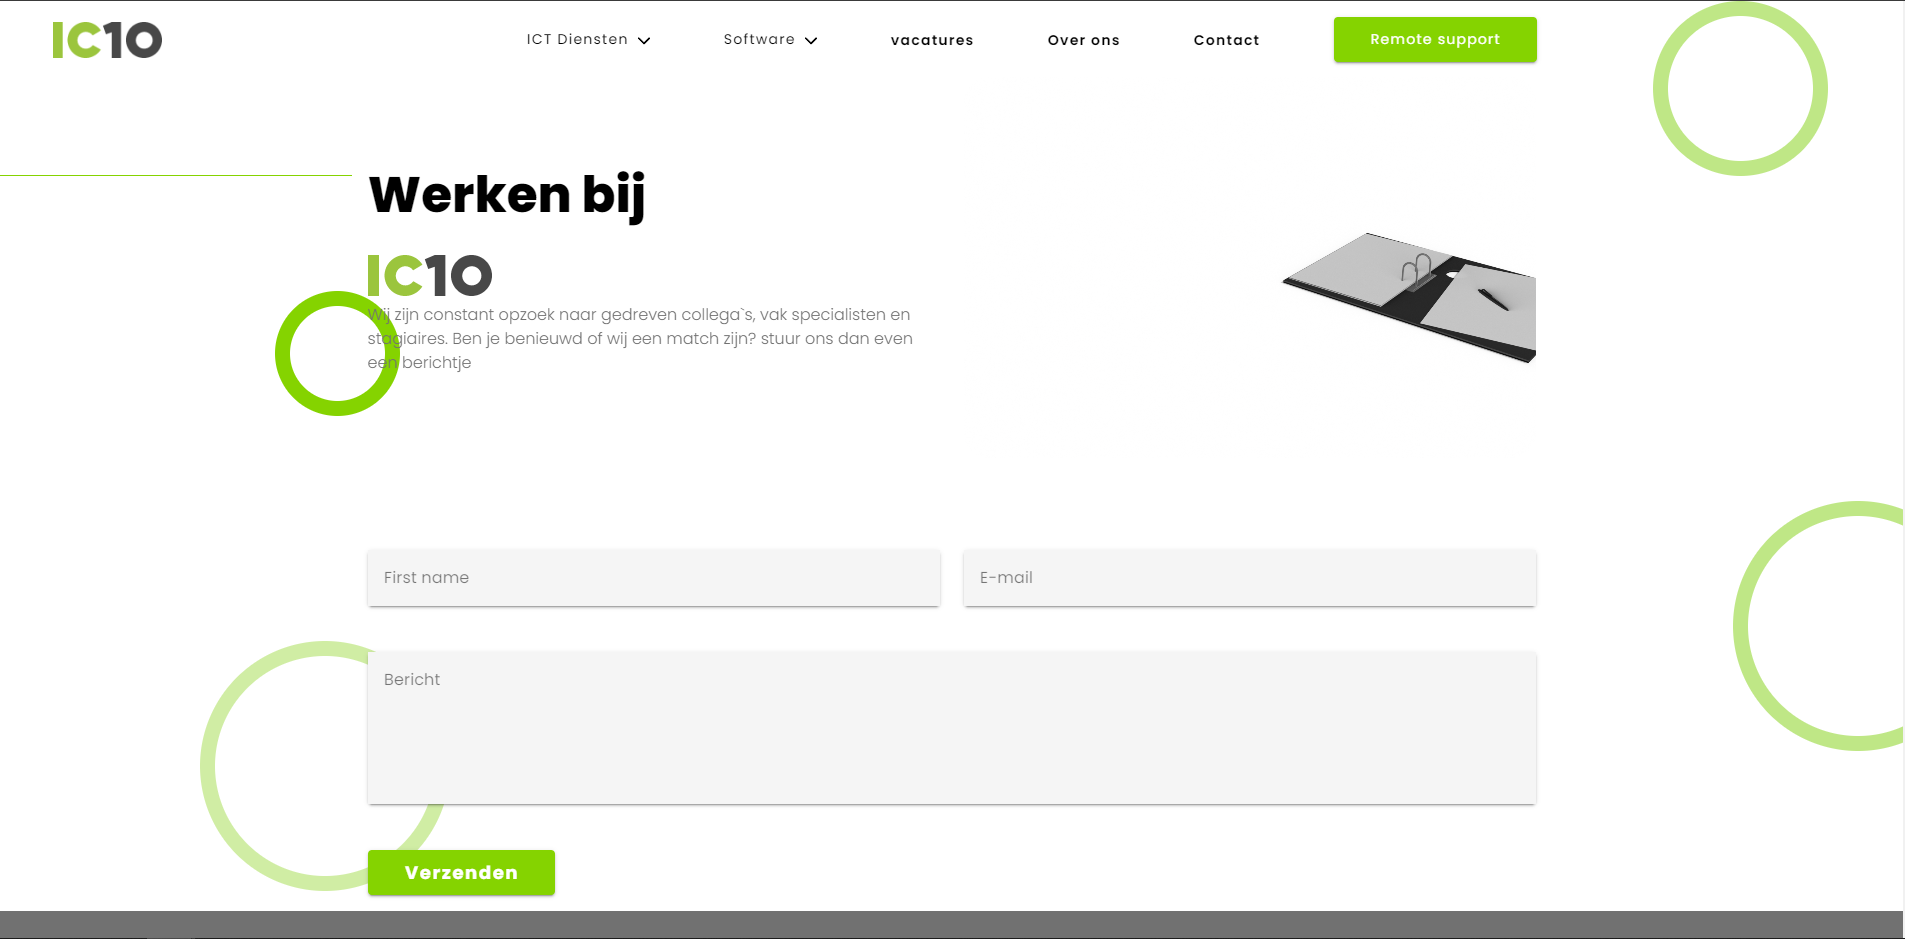 IC10
ICT Diensten
Software
vacatures
Over ons
Contact
Remote support
Werken bij
IC10
Wij zijn constant opzoek naar gedreven collega`s, vak specialisten en
stagiaires. Ben je benieuwd of wij een match zijn? stuur ons dan even
een berichtje
First name
E-mail
Bericht
Verzenden